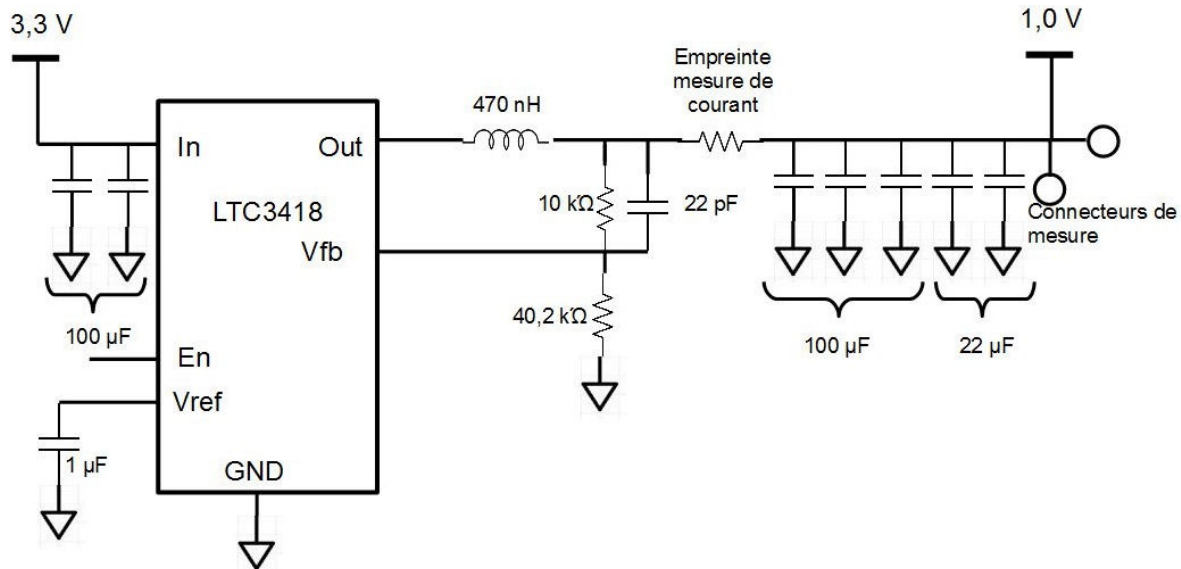 3,3 V
1,0 V
Empreinte
mesure de
courant
470 nH
In
Out
LTC3418
10 kΩ
22 pF
Vfb
Connecteurs de
mesure
40,2 kΩ
100 µF
100 µF
22 µF
En
Vref
1 µF
GND